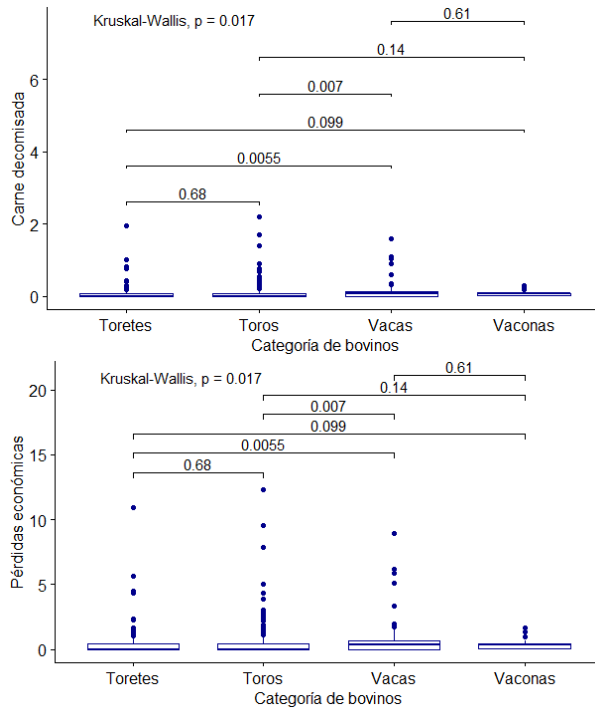 Kruskal-Wallis, p = 0.017
0.61
0.14
0.007
0.099
0.0055
0.68
6
4
2
0
Carne decomisada
Toretes Toros Vacas Vaconas
Categoría de bovinos
Kruskal-Wallis, p = 0.017
0.61
0.14
0.007
0.099
0.0055
0.68
20
15
10
5
0
Pérdidas económicas
Toretes Toros Vacas Vaconas
Categoría de bovinos